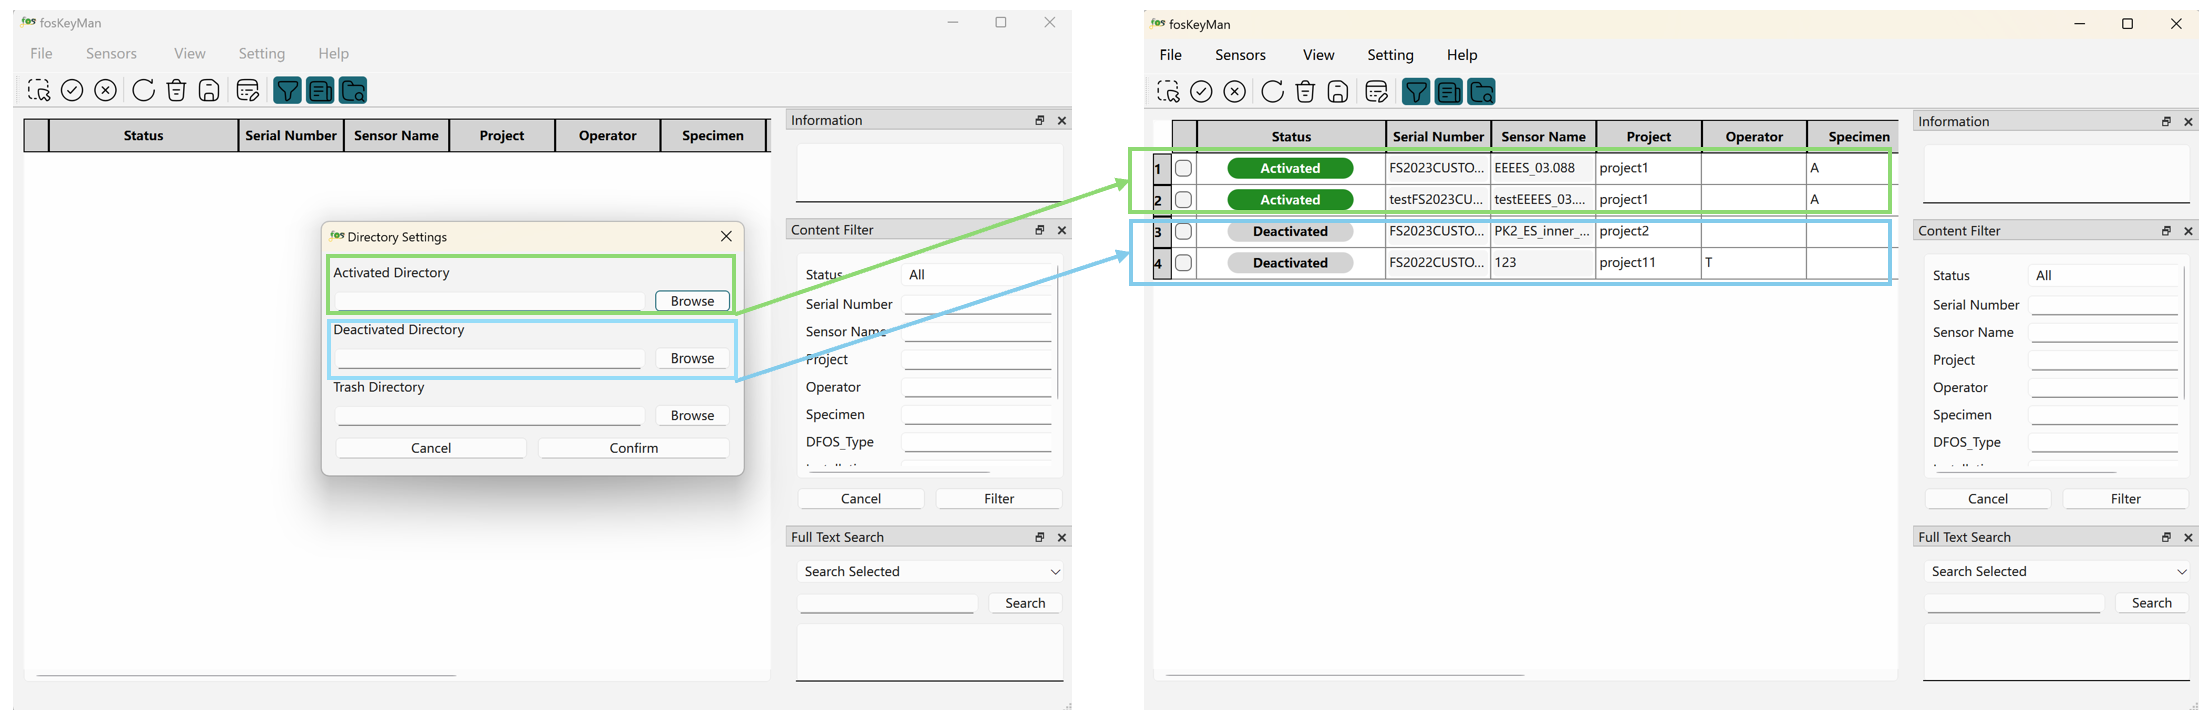 fosKeyMan
File Sensors View Setting Help
Status Serial Number Sensor Name Project Operator Specimen
Directory Settings
Activated Directory
Browse
Deactivated Directory
Browse
Trash Directory
Browse
Cancel Confirm
Information
Content Filter
Status All
Serial Number
Sensor Name
Project
Operator
Specimen
DFOS_Type
Cancel Filter
Full Text Search
Search Selected
Search
fosKeyMan
File Sensors View Setting Help
Status Serial Number Sensor Name Project Operator Specimen
1 Activated FS2023CUSTO... EEEES_03.088 project1 A
2 Activated testFS2023CU... testEEEES_03.... project1 A
3 Deactivated FS2023CUSTO... PK2_ES_inner_... project2
4 Deactivated FS2022CUSTO... 123 project11 T
Information
Content Filter
Status All
Serial Number
Sensor Name
Project
Operator
Specimen
DFOS_Type
Cancel Filter
Full Text Search
Search Selected
Search